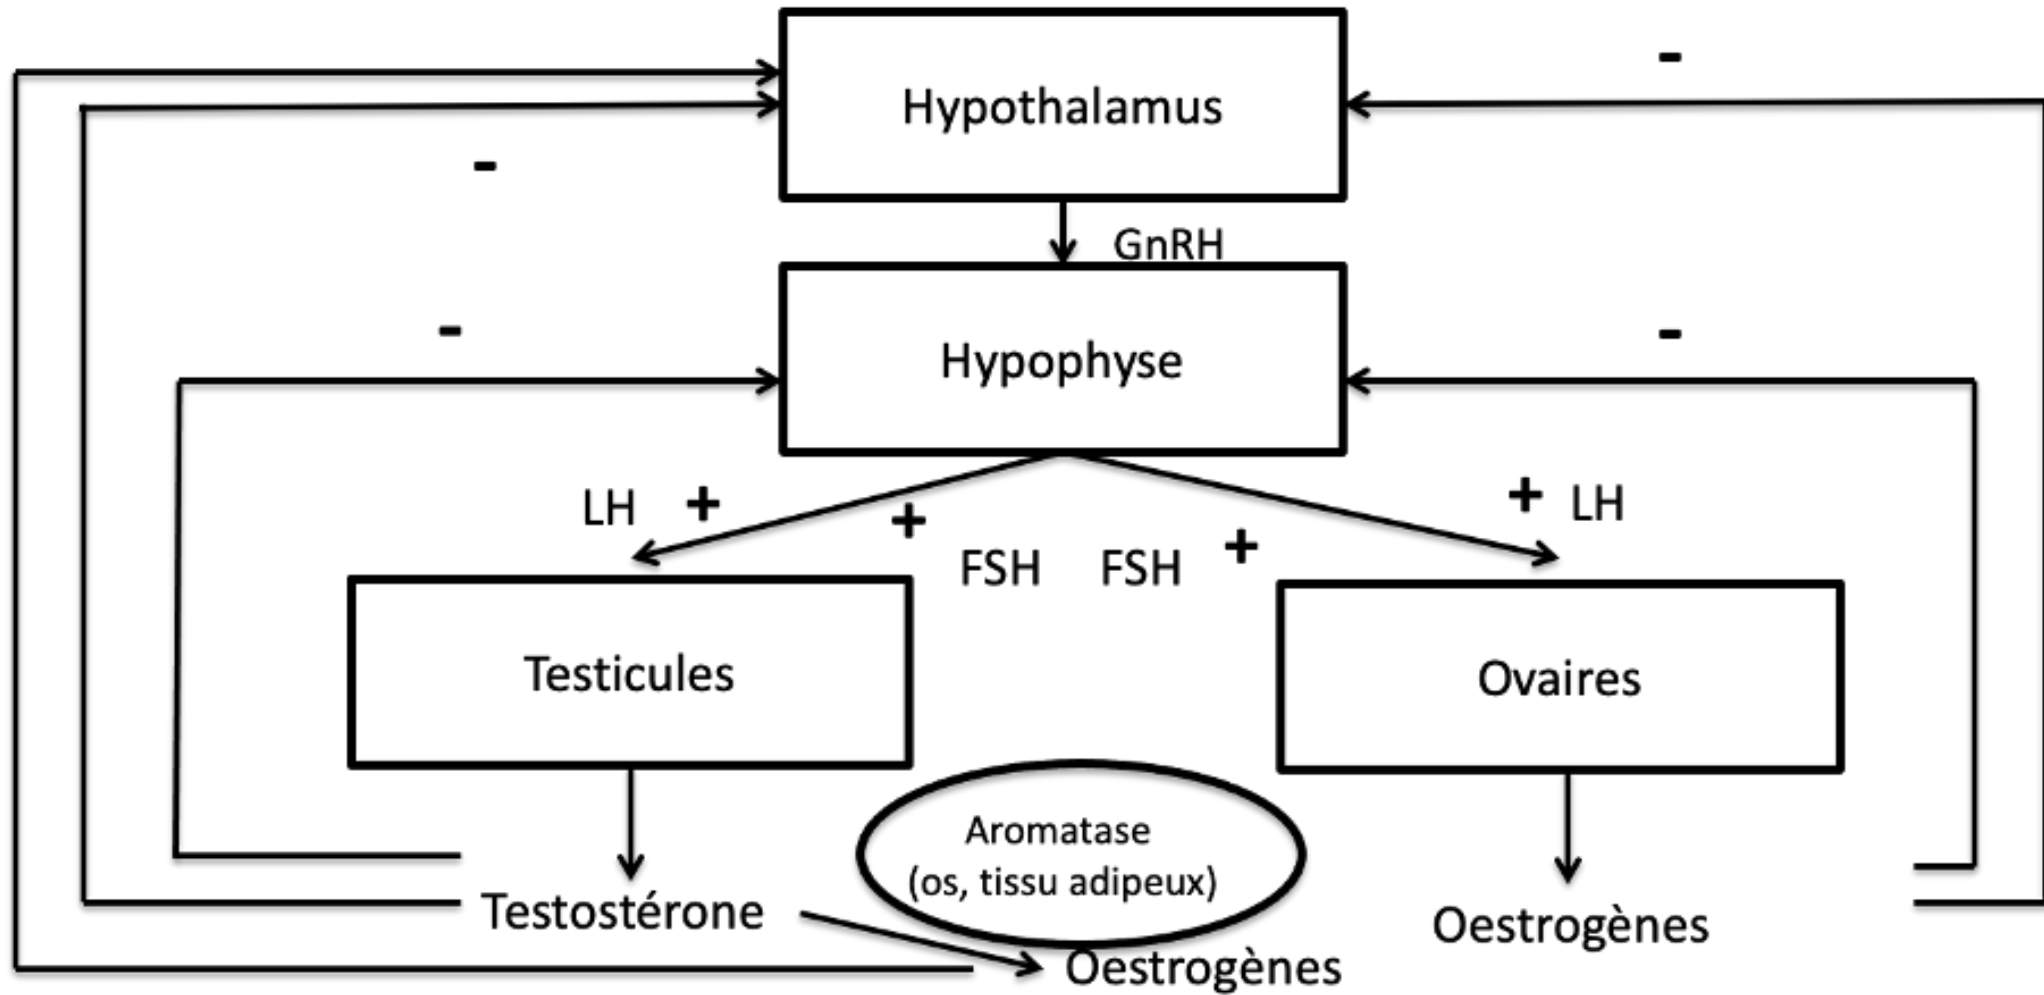 -
Hypothalamus
-
GnRH
-
-
Hypophyse
LH +
+
+ LH
FSH FSH +
Testicules
Ovaires
Aromatase
(os, tissu adipeux)
Testostérone
Oestrogènes
Oestrogènes